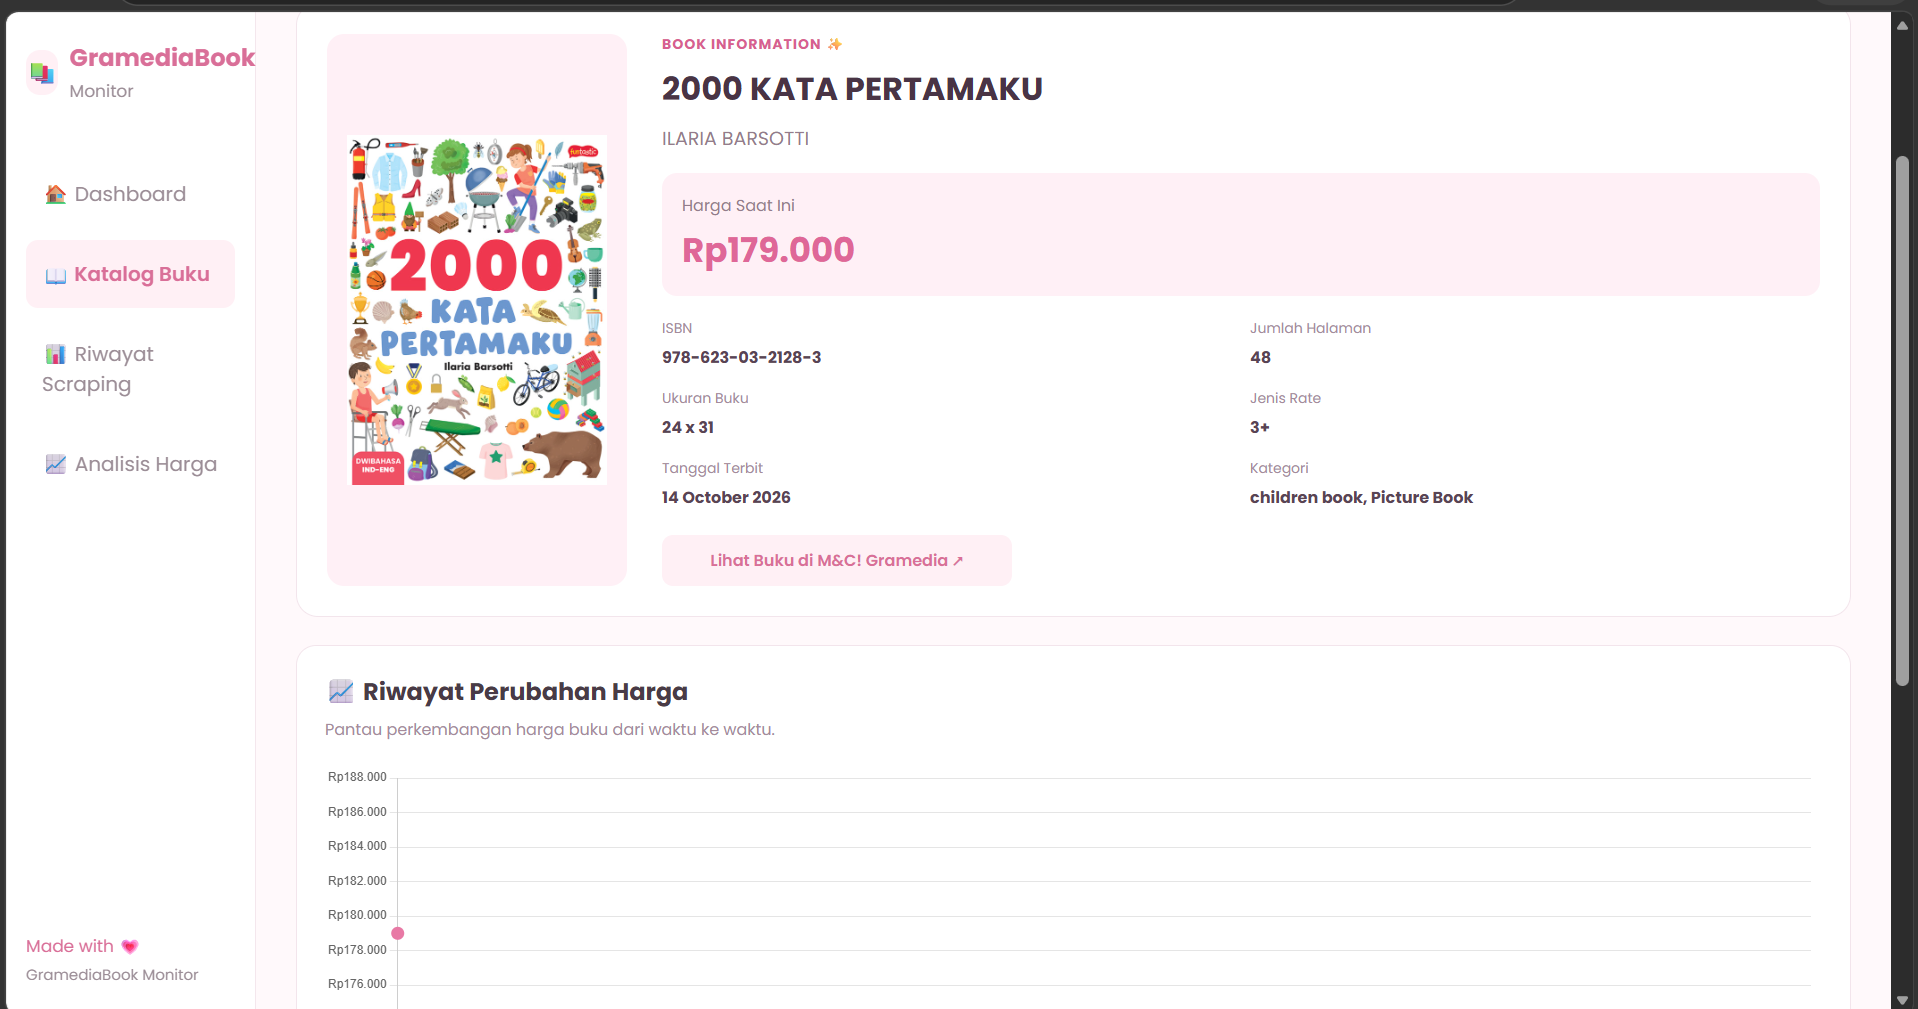 GramediaBook
Monitor
Dashboard
Katalog Buku
Riwayat
Scraping
Analisis Harga
Made with
GramediaBook Monitor
funtastic
2000
KATA
PERTAMAKU
Ilaria Barsotti
DWIBAHASA
IND-ENG
BOOK INFORMATION ✨
2000 KATA PERTAMAKU
ILARIA BARSOTTI
Harga Saat Ini
Rp179.000
ISBN
978-623-03-2128-3
Jumlah Halaman
48
Ukuran Buku
24 x 31
Jenis Rate
3+
Tanggal Terbit
14 October 2026
Kategori
children book, Picture Book
Lihat Buku di M&C! Gramedia ↗
Riwayat Perubahan Harga
Pantau perkembangan harga buku dari waktu ke waktu.
Rp188.000
Rp186.000
Rp184.000
Rp182.000
Rp180.000
Rp178.000
Rp176.000